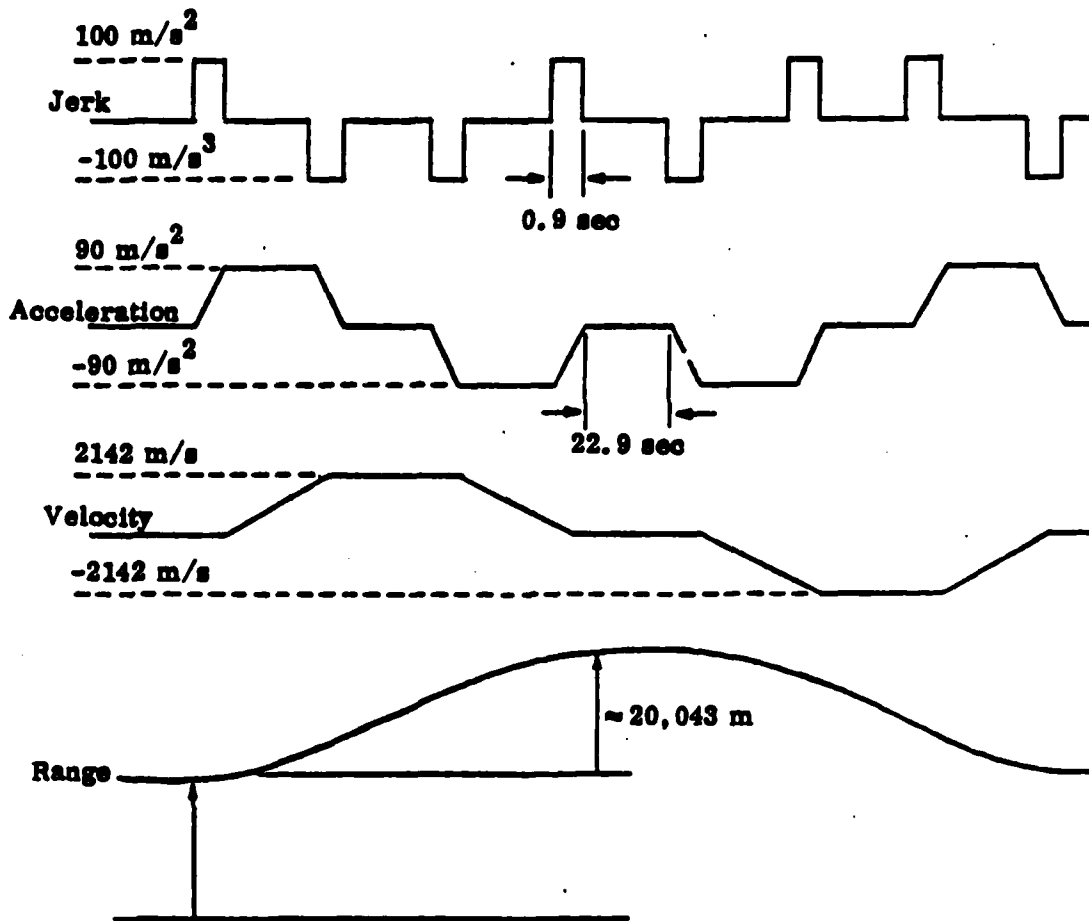 100 m/s²
Jerk
-100 m/s³
0.9 sec
90 m/s²
Acceleration
-90 m/s²
22.9 sec
2142 m/s
Velocity
-2142 m/s
≈ 20,043 m
Range